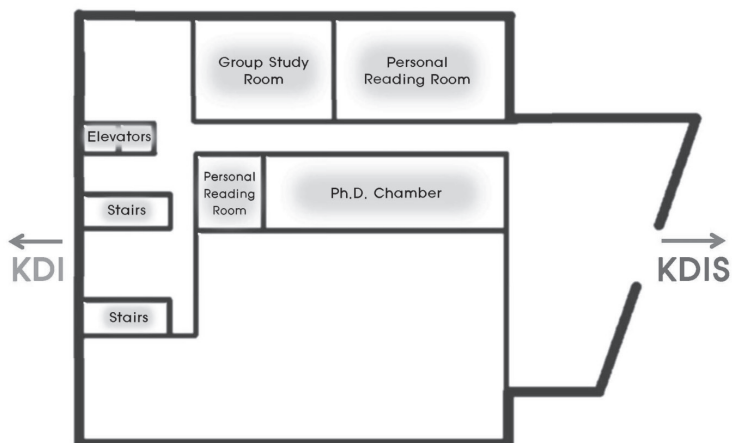 Group Study
Room
Personal
Reading Room
Elevators
Personal
Reading
Room
Ph.D. Chamber
Stairs
KDI
KDIS
Stairs